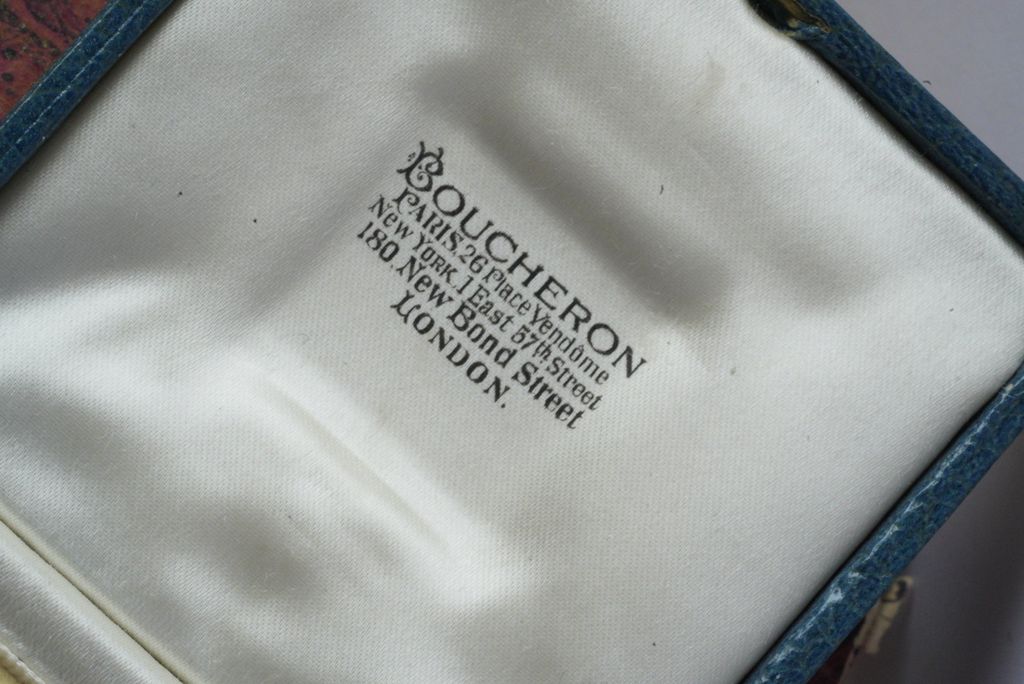 BOUCHERON
PARIS.26 Place Vendôme
New YORK.1 East 57th Street
180.New Bond Street
LONDON.